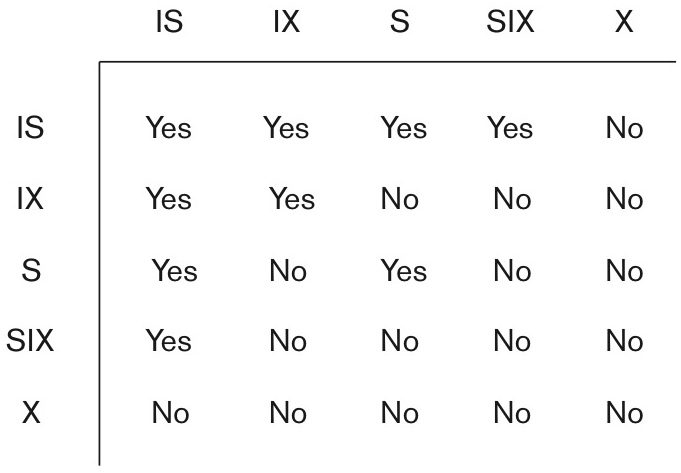 IS IX S SIX X
IS Yes Yes Yes Yes No
IX Yes Yes No No No
S Yes No Yes No No
SIX Yes No No No No
X No No No No No